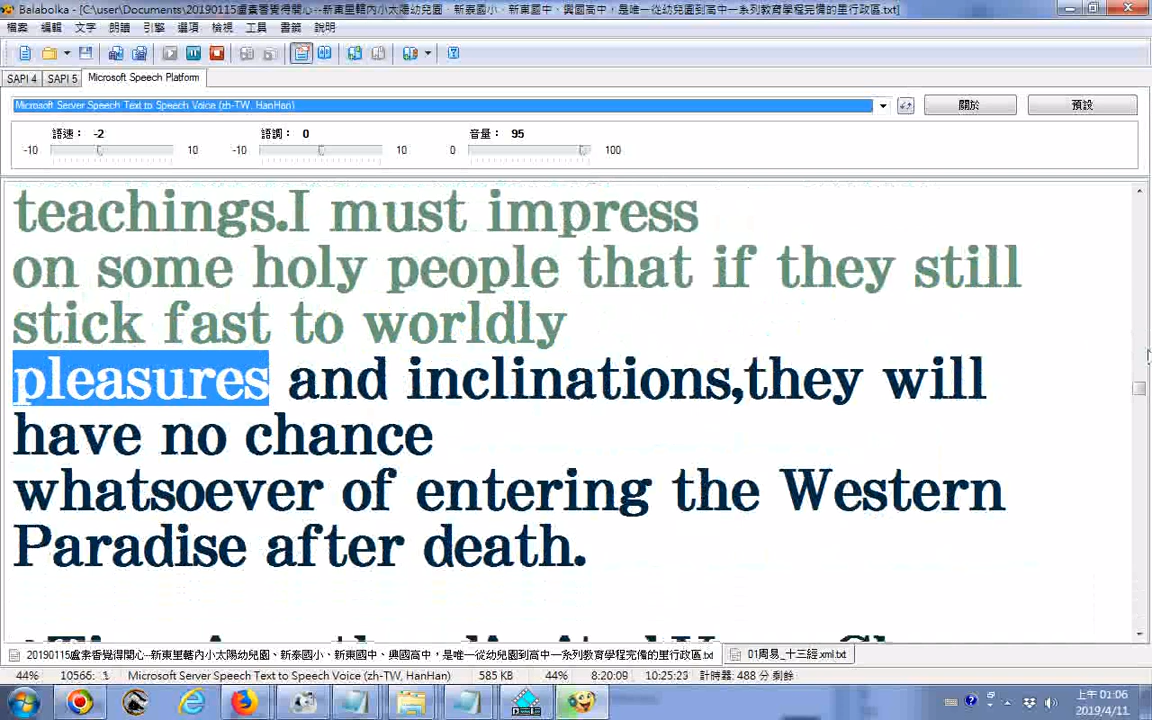 Balabolka - [C:\user\Documents\20190115盧素香覺得開心--新東里轄內小太陽幼兒園、新泰國小、新東國中、興國高中，是唯一從幼兒園到高中一系列教育學程完備的里行政區.txt]
檔案 編輯 文字 朗讀 引擎 選項 檢視 工具 書籤 說明
SAPI 4 SAPI 5 Microsoft Speech Platform
Microsoft Server Speech Text to Speech Voice (zh-TW, HanHan) 關於 預設
語速： -2 語調： 0 音量： 95
-10 10 -10 10 0 100
teachings.I must impress
on some holy people that if they still
stick fast to worldly
pleasures and inclinations,they will
have no chance
whatsoever of entering the Western
Paradise after death.
20190115盧素香覺得開心--新東里轄內小太陽幼兒園、新泰國小、新東國中、興國高中，是唯一從幼兒園到高中一系列教育學程完備的里行政區.txt 01周易_十三經.xml.txt
44% 10566: 1 Microsoft Server Speech Text to Speech Voice (zh-TW, HanHan) 585 KB 44% 8:20:09 10:25:23 計時器: 488 分 剩餘
上午 01:06
2019/4/11